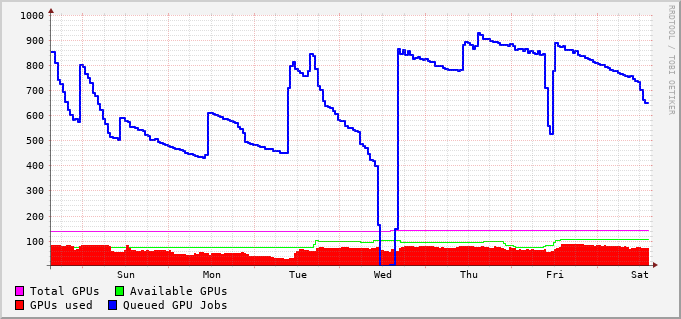 1000
900
800
700
600
500
400
300
200
100
Sun Mon Tue Wed Thu Fri Sat
Total GPUs Available GPUs
GPUs used Queued GPU Jobs
RRDTOOL / TOBI OETIKER